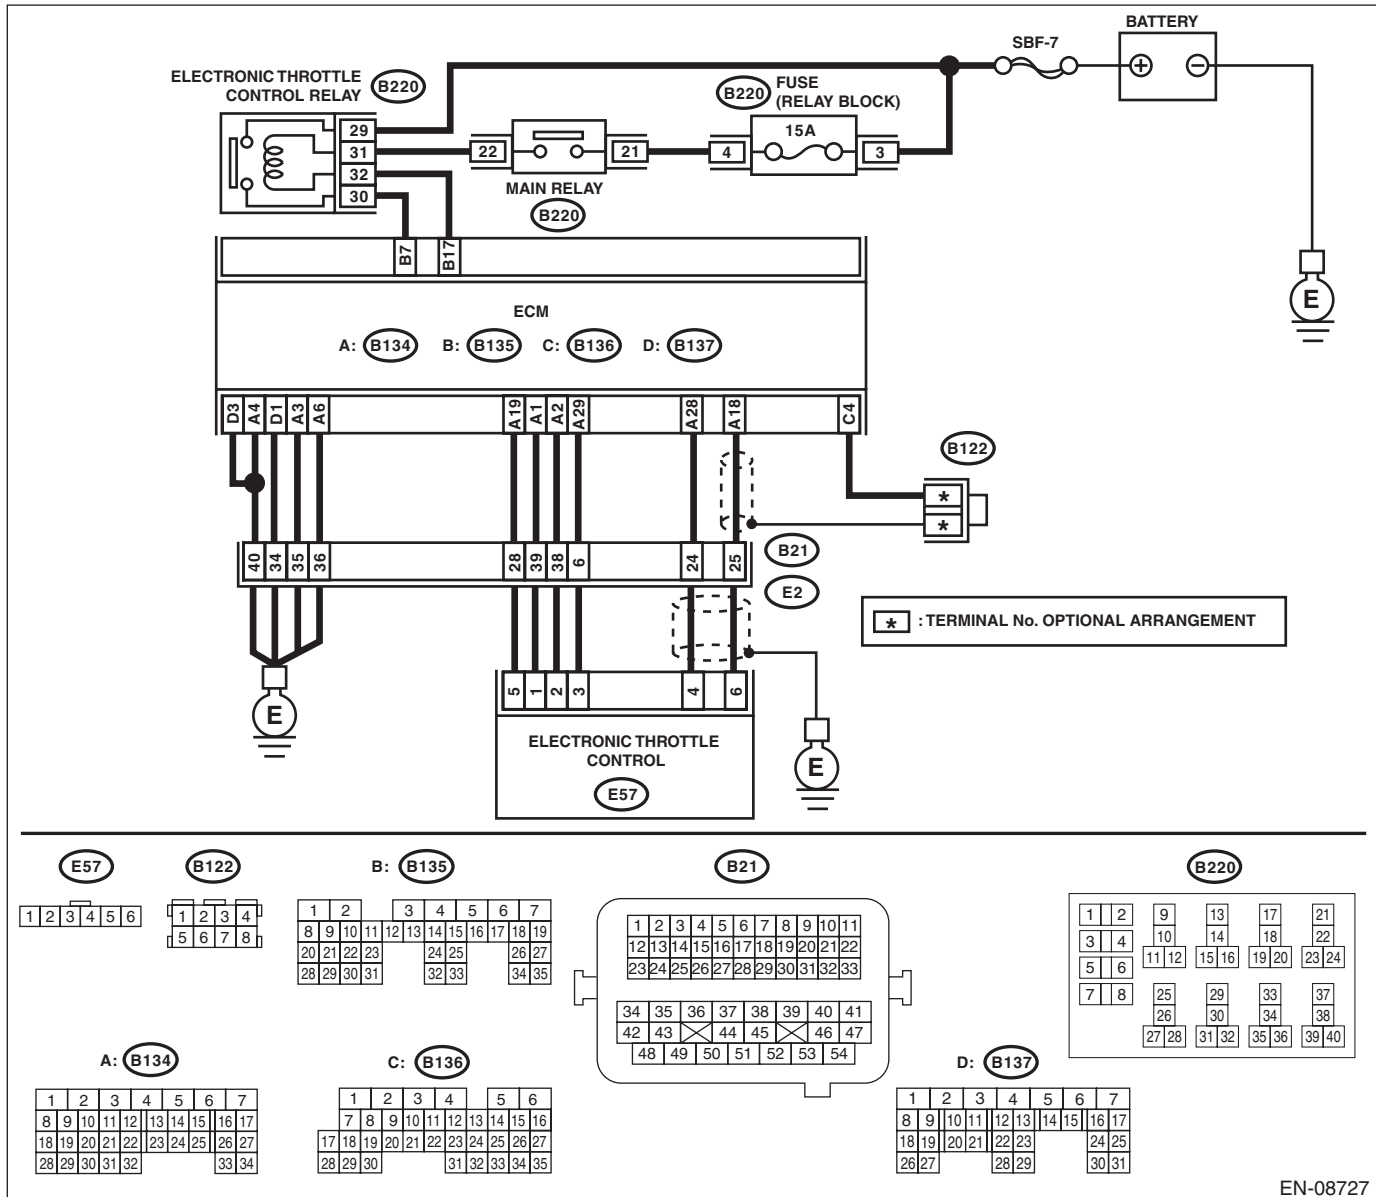 BATTERY
SBF-7
ELECTRONIC THROTTLE
CONTROL RELAY
B220
B220
FUSE
(RELAY BLOCK)
15A
29
31
32
30
22
21
4
3
MAIN RELAY
B220
B7
B17
E
ECM
A: B134 B: B135 C: B136 D: B137
D3 A4 D1 A3 A6 A19 A1 A2 A29 A28 A18 C4
B122
*
*
40 34 35 36 28 39 38 6 24 25
B21
E2
* : TERMINAL No. OPTIONAL ARRANGEMENT
5 1 2 3 4 6
E
ELECTRONIC THROTTLE
CONTROL
E57
E
E57
1 2 3 4 5 6
B122
1 2 3 4
5 6 7 8
B: B135
1 2 3 4 5 6 7
8 9 10 11 12 13 14 15 16 17 18 19
20 21 22 23 24 25 26 27
28 29 30 31 32 33 34 35
B21
1 2 3 4 5 6 7 8 9 10 11
12 13 14 15 16 17 18 19 20 21 22
23 24 25 26 27 28 29 30 31 32 33
34 35 36 37 38 39 40 41
42 43 44 45 46 47
48 49 50 51 52 53 54
B220
1 2 9 13 17 21
3 4 10 14 18 22
5 6 11 12 15 16 19 20 23 24
7 8 25 29 33 37
26 30 34 38
27 28 31 32 35 36 39 40
A: B134
1 2 3 4 5 6 7
8 9 10 11 12 13 14 15 16 17
18 19 20 21 22 23 24 25 26 27
28 29 30 31 32 33 34
C: B136
1 2 3 4 5 6
7 8 9 10 11 12 13 14 15 16
17 18 19 20 21 22 23 24 25 26 27
28 29 30 31 32 33 34 35
D: B137
1 2 3 4 5 6 7
8 9 10 11 12 13 14 15 16 17
18 19 20 21 22 23 24 25
26 27 28 29 30 31
EN-08727